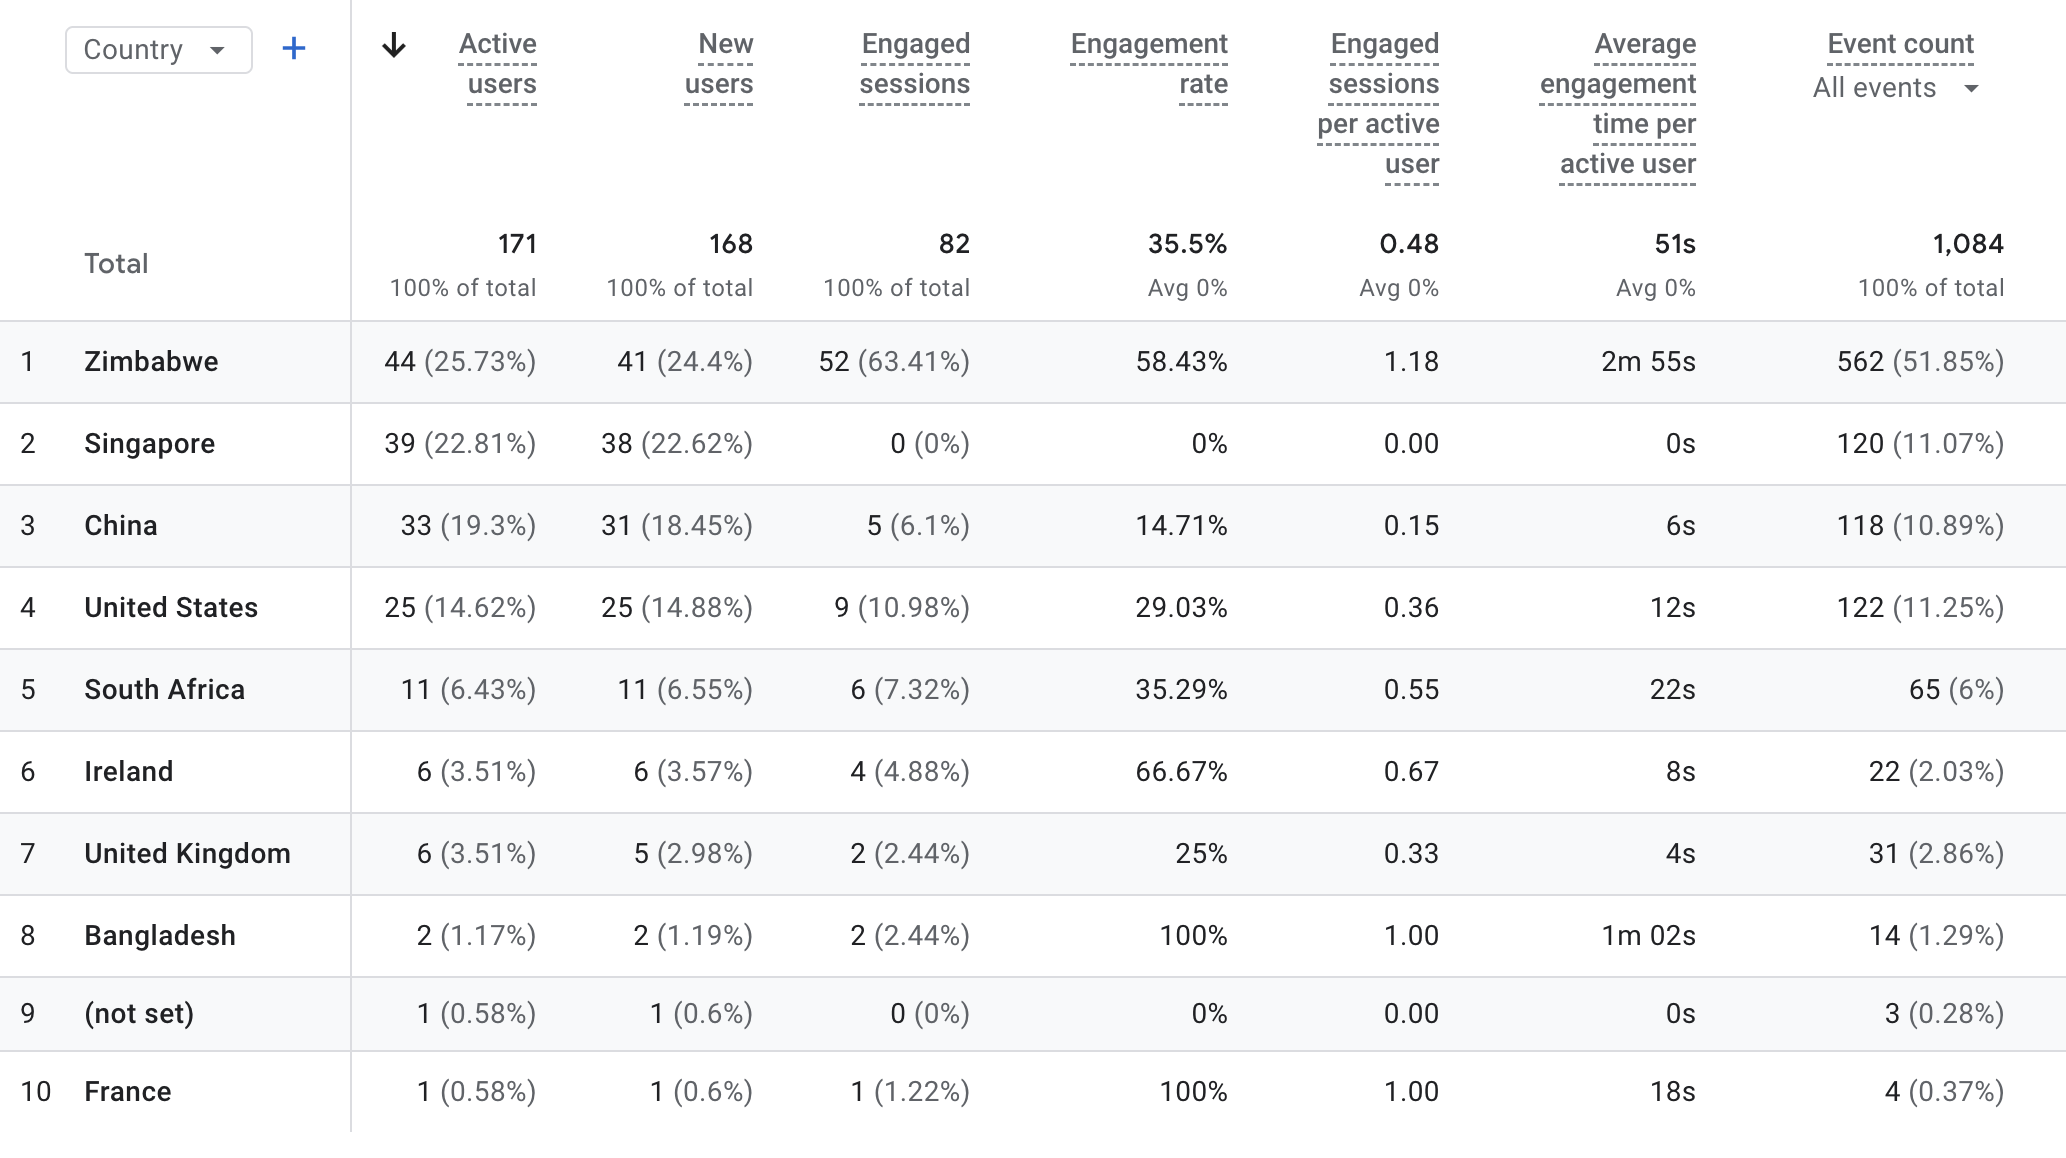 Country
Active users
New users
Engaged sessions
Engagement rate
Engaged sessions per active user
Average engagement time per active user
Event count
All events
Total
171 168 82 35.5% 0.48 51s 1,084
100% of total 100% of total 100% of total Avg 0% Avg 0% Avg 0% 100% of total
1 Zimbabwe 44 (25.73%) 41 (24.4%) 52 (63.41%) 58.43% 1.18 2m 55s 562 (51.85%)
2 Singapore 39 (22.81%) 38 (22.62%) 0 (0%) 0% 0.00 0s 120 (11.07%)
3 China 33 (19.3%) 31 (18.45%) 5 (6.1%) 14.71% 0.15 6s 118 (10.89%)
4 United States 25 (14.62%) 25 (14.88%) 9 (10.98%) 29.03% 0.36 12s 122 (11.25%)
5 South Africa 11 (6.43%) 11 (6.55%) 6 (7.32%) 35.29% 0.55 22s 65 (6%)
6 Ireland 6 (3.51%) 6 (3.57%) 4 (4.88%) 66.67% 0.67 8s 22 (2.03%)
7 United Kingdom 6 (3.51%) 5 (2.98%) 2 (2.44%) 25% 0.33 4s 31 (2.86%)
8 Bangladesh 2 (1.17%) 2 (1.19%) 2 (2.44%) 100% 1.00 1m 02s 14 (1.29%)
9 (not set) 1 (0.58%) 1 (0.6%) 0 (0%) 0% 0.00 0s 3 (0.28%)
10 France 1 (0.58%) 1 (0.6%) 1 (1.22%) 100% 1.00 18s 4 (0.37%)